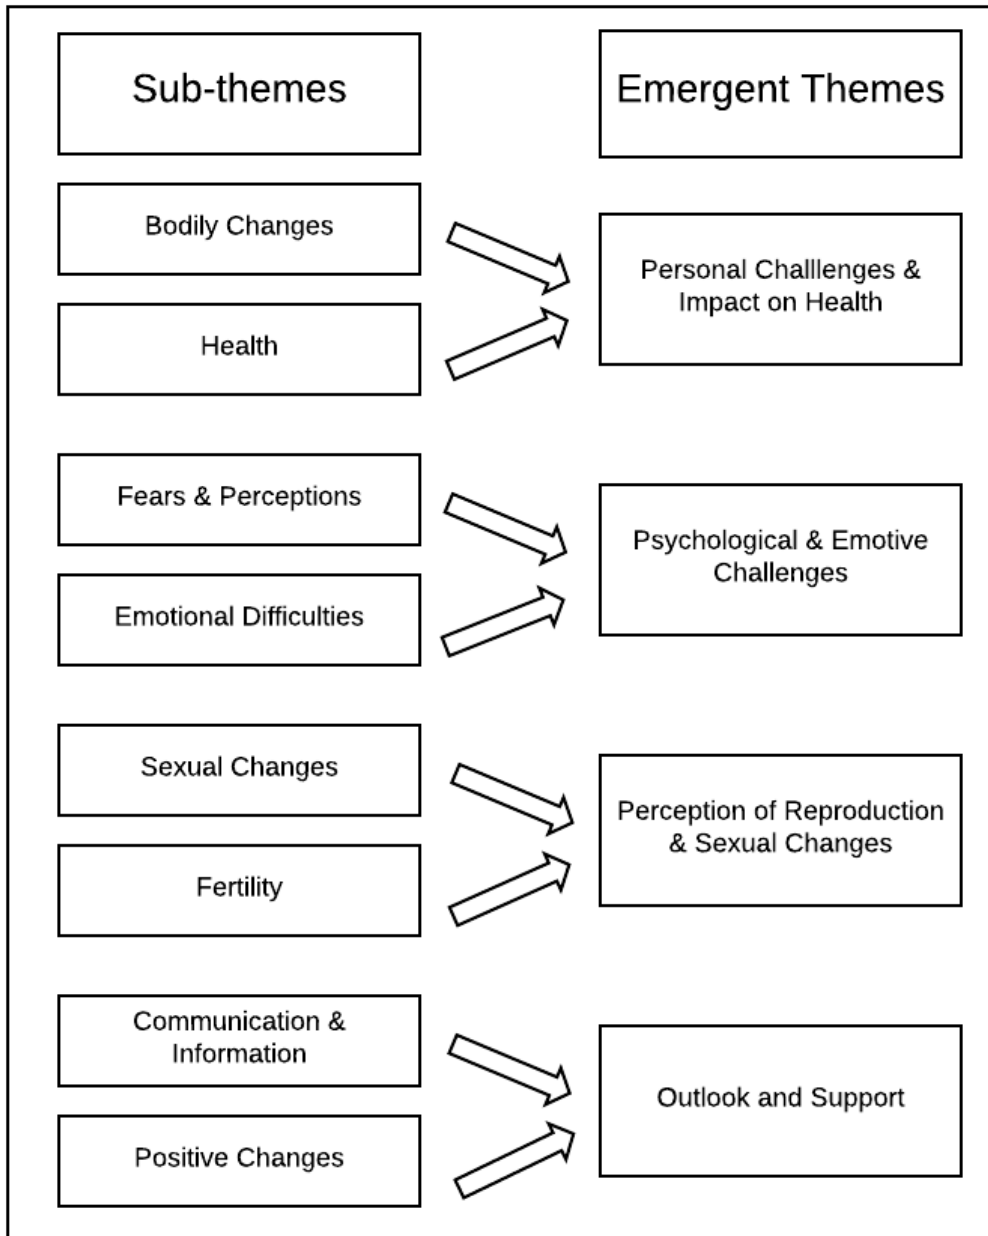 Sub-themes
Emergent Themes
Bodily Changes
Health
Personal Challlenges &
Impact on Health
Fears & Perceptions
Emotional Difficulties
Psychological & Emotive
Challenges
Sexual Changes
Fertility
Perception of Reproduction
& Sexual Changes
Communication &
Information
Positive Changes
Outlook and Support